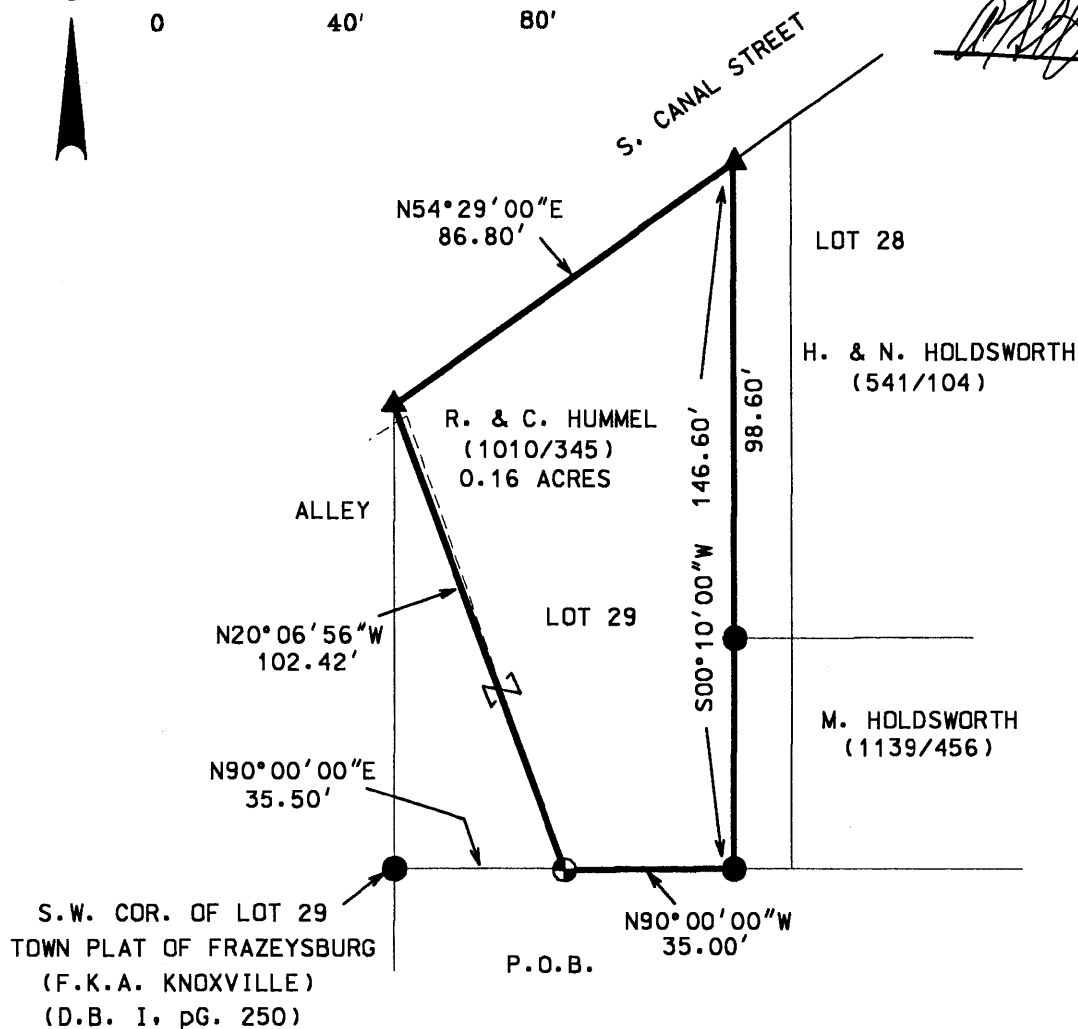 0 40' 80'
S. CANAL STREET
N54°29'00"E
86.80'
LOT 28
H. & N. HOLDSWORTH
(541/104)
R. & C. HUMMEL
(1010/345)
0.16 ACRES
146.60'
98.60'
ALLEY
S00°10'00"W
LOT 29
N20°06'56"W
102.42'
M. HOLDSWORTH
(1139/456)
N90°00'00"E
35.50'
S.W. COR. OF LOT 29
TOWN PLAT OF FRAZEYSBURG
(F.K.A. KNOXVILLE)
(D.B. I, pG. 250)
N90°00'00"W
35.00'
P.O.B.